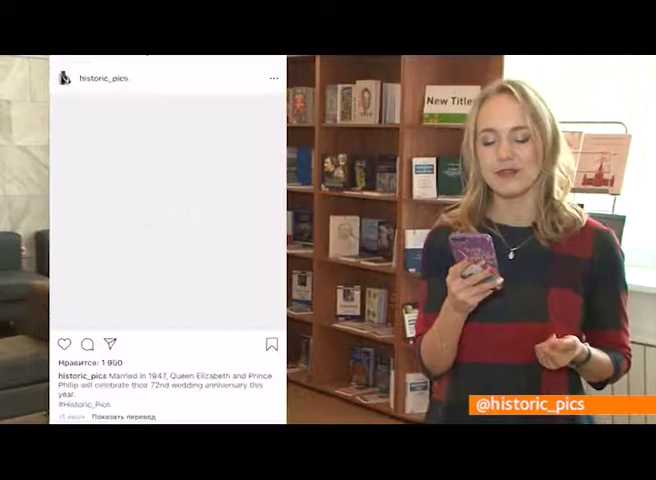 historic_pics
New Titles
Нравится: 1 950
historic_pics Married in 1947, Queen Elizabeth and Prince
Philip will celebrate their 72nd wedding anniversary this
year.
#Historic_Pics
Показать перевод
@historic_pics